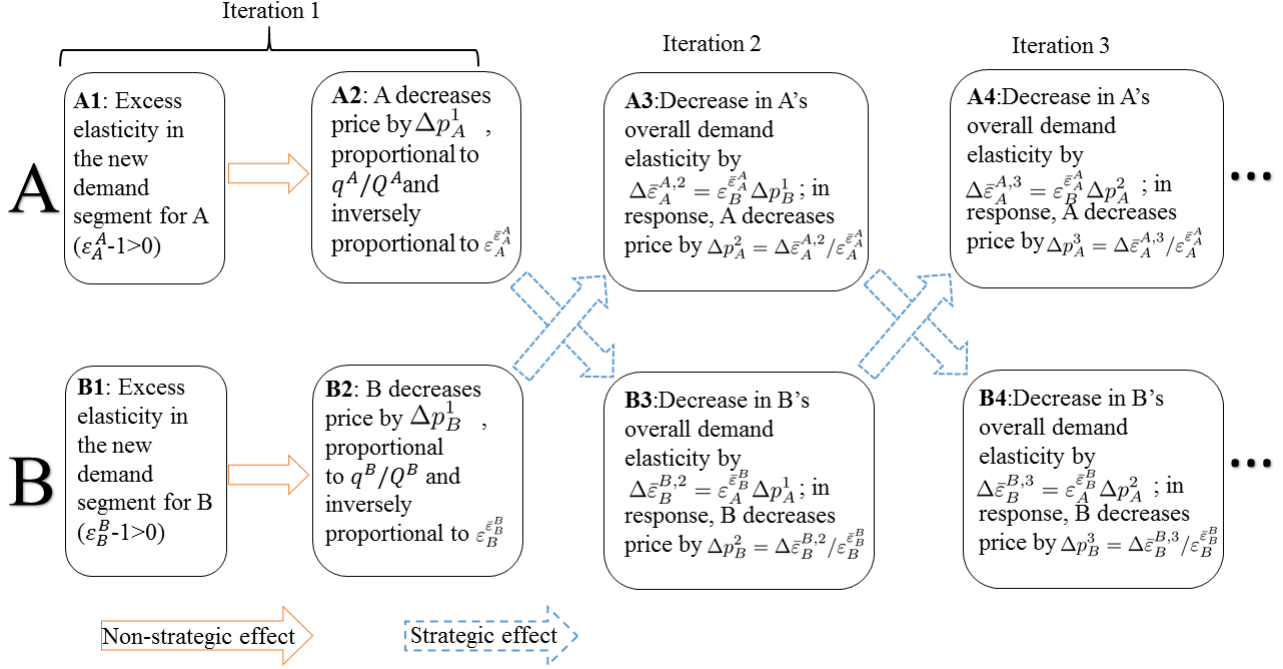 Iteration 1
Iteration 2
Iteration 3
A
A1: Excess
elasticity in
the new
demand
segment for A
(ε_A^A-1>0)
A2: A decreases
price by Δp_A^1 ,
proportional to
q^A/Q^A and
inversely
proportional to ε_A^{ε̄_A^A}
A3:Decrease in A's
overall demand
elasticity by
Δε̄_A^{A,2} = ε_B^{ε̄_A^A} Δp_B^1 ; in
response, A decreases
price by Δp_A^2 = Δε̄_A^{A,2}/ε_A^{ε̄_A^A}
A4:Decrease in A's
overall demand
elasticity by
Δε̄_A^{A,3} = ε_B^{ε̄_A^A} Δp_A^2 ; in
response, A decreases
price by Δp_A^3 = Δε̄_A^{A,3}/ε_A^{ε̄_A^A}
...
B
B1: Excess
elasticity in
the new
demand
segment for B
(ε_B^B-1>0)
B2: B decreases
price by Δp_B^1 ,
proportional
to q^B/Q^B and
inversely
proportional to ε_B^{ε̄_B^B}
B3:Decrease in B's
overall demand
elasticity by
Δε̄_B^{B,2} = ε_A^{ε̄_B^B} Δp_A^1 ; in
response, B decreases
price by Δp_B^2 = Δε̄_B^{B,2}/ε_B^{ε̄_B^B}
B4:Decrease in B's
overall demand
elasticity by
Δε̄_B^{B,3} = ε_A^{ε̄_B^B} Δp_A^2 ; in
response, B decreases
price by Δp_B^3 = Δε̄_B^{B,3}/ε_B^{ε̄_B^B}
...
Non-strategic effect
Strategic effect